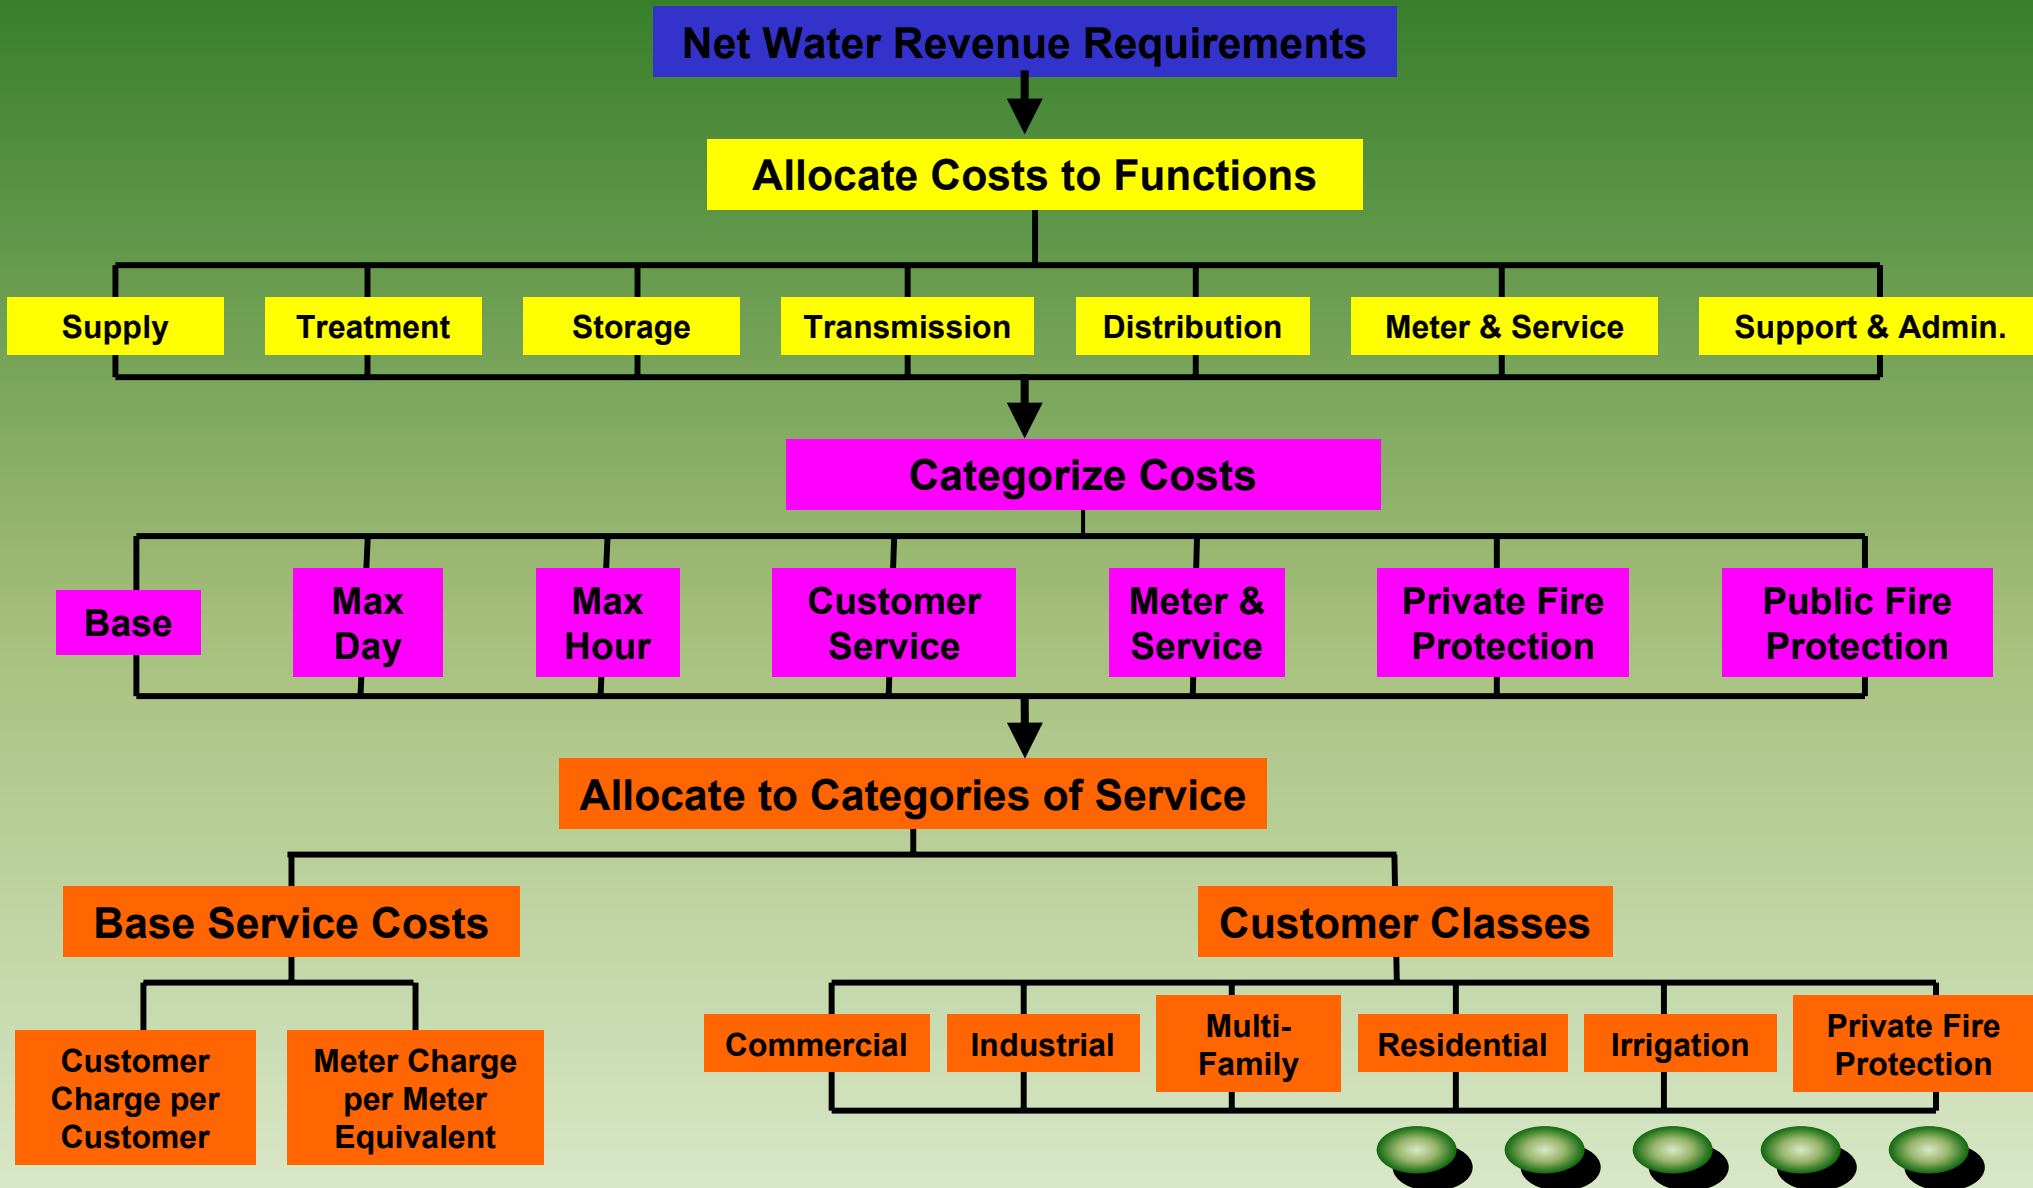 Net Water Revenue Requirements
Allocate Costs to Functions
Supply
Treatment
Storage
Transmission
Distribution
Meter & Service
Support & Admin.
Categorize Costs
Base
Max
Day
Max
Hour
Customer
Service
Meter &
Service
Private Fire
Protection
Public Fire
Protection
Allocate to Categories of Service
Base Service Costs
Customer Classes
Customer
Charge per
Customer
Meter Charge
per Meter
Equivalent
Commercial
Industrial
Multi-
Family
Residential
Irrigation
Private Fire
Protection